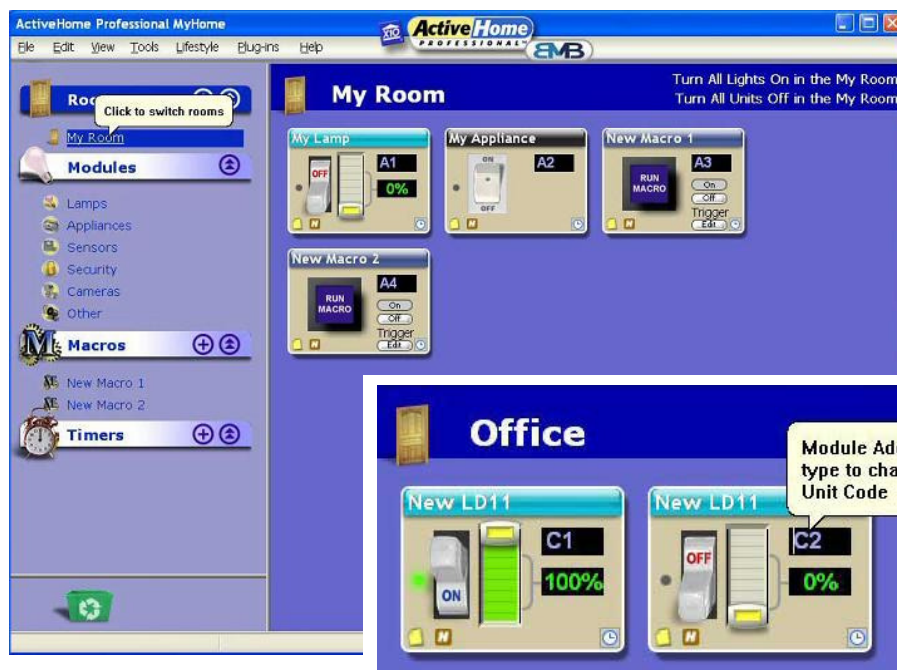 ActiveHome Professional MyHome
X10
ActiveHome
PROFESSIONAL
BMB
File Edit View Tools Lifestyle Plug-ins Help
Click to switch rooms
My Room
Modules
Lamps
Appliances
Sensors
Security
Cameras
Other
Macros
New Macro 1
New Macro 2
Timers
My Room
Turn All Lights On in the My Room
Turn All Units Off in the My Room
My Lamp
OFF
A1
0%
My Appliance
ON
OFF
A2
New Macro 1
RUN
MACRO
A3
On
Off
Trigger
Edit
New Macro 2
RUN
MACRO
A4
On
Off
Trigger
Edit
Office
Module
type to
Unit Code
New LD11
ON
C1
100%
New LD11
OFF
C2
0%